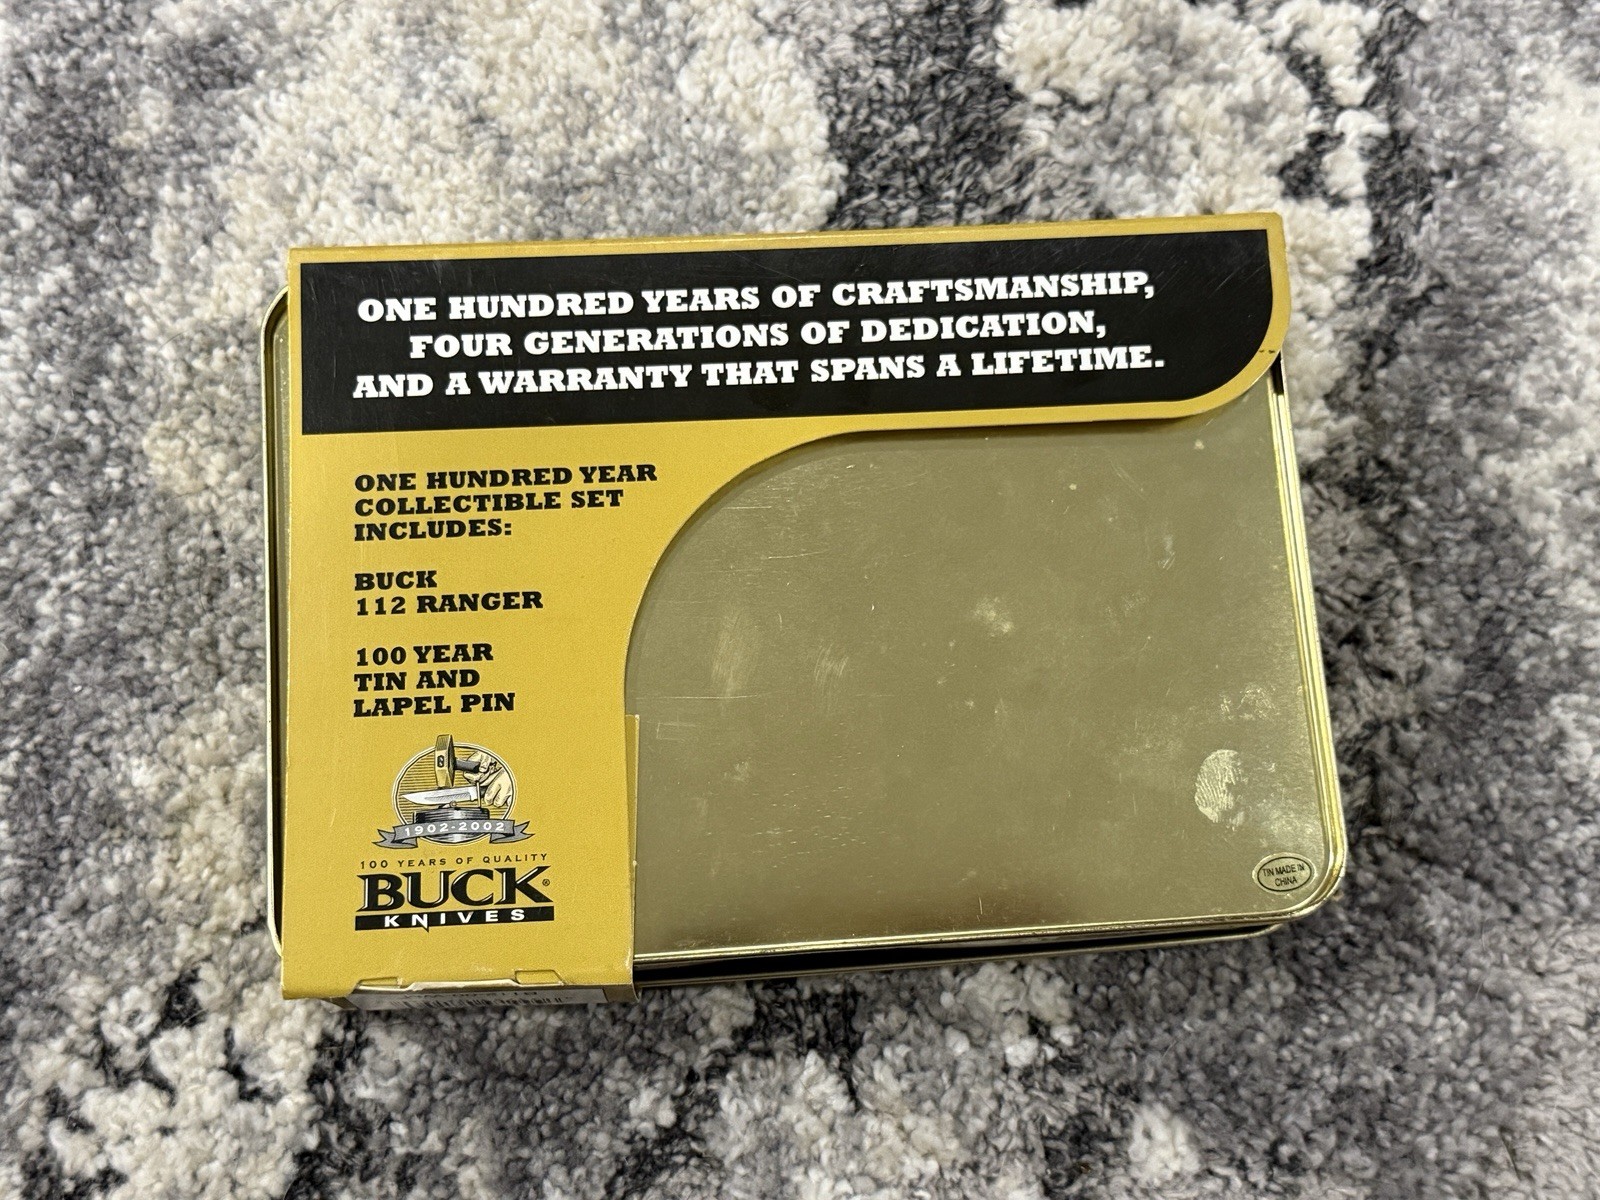 ONE HUNDRED YEARS OF CRAFTSMANSHIP,
FOUR GENERATIONS OF DEDICATION,
AND A WARRANTY THAT SPANS A LIFETIME.
ONE HUNDRED YEAR
COLLECTIBLE SET
INCLUDES:
BUCK
112 RANGER
100 YEAR
TIN AND
LAPEL PIN
1902-2002
100 YEARS OF QUALITY
BUCK®
KNIVES
TIN MADE IN
CHINA